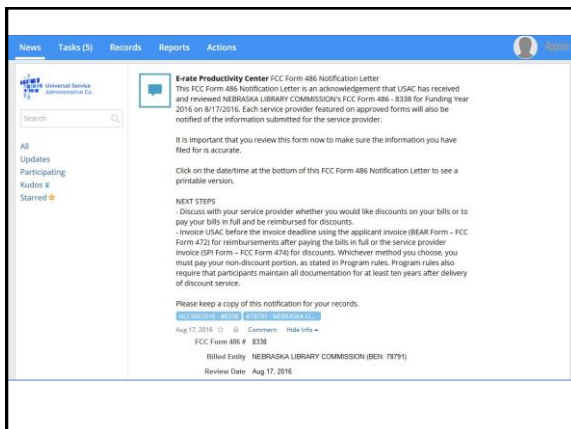 News Tasks (5) Records Reports Actions
Appian
Universal Service
Administrative Co.
Search
All
Updates
Participating
Kudos
Starred
E-rate Productivity Center FCC Form 486 Notification Letter
This FCC Form 486 Notification Letter is an acknowledgement that USAC has received
and reviewed NEBRASKA LIBRARY COMMISSION's FCC Form 486 - 8338 for Funding Year
2016 on 8/17/2016. Each service provider featured on approved forms will also be
notified of the information submitted for the service provider.
It is important that you review this form now to make sure the information you have
filed for is accurate.
Click on the date/time at the bottom of this FCC Form 486 Notification Letter to see a
printable version.
NEXT STEPS
- Discuss with your service provider whether you would like discounts on your bills or to
pay your bills in full and be reimbursed for discounts.
- Invoice USAC before the invoice deadline using the applicant invoice (BEAR Form – FCC
Form 472) for reimbursements after paying the bills in full or the service provider
invoice (SPI Form – FCC Form 474) for discounts. Whichever method you choose, you
must pay your non-discount portion, as stated in Program rules. Program rules also
require that participants maintain all documentation for at least ten years after delivery
of discount service.
Please keep a copy of this notification for your records.
NLC4862016 - #8338 #78791 - NEBRASKA LI...
Aug 17, 2016 Comment Hide Info
FCC Form 486 # 8338
Billed Entity NEBRASKA LIBRARY COMMISSION (BEN: 78791)
Review Date Aug 17, 2016